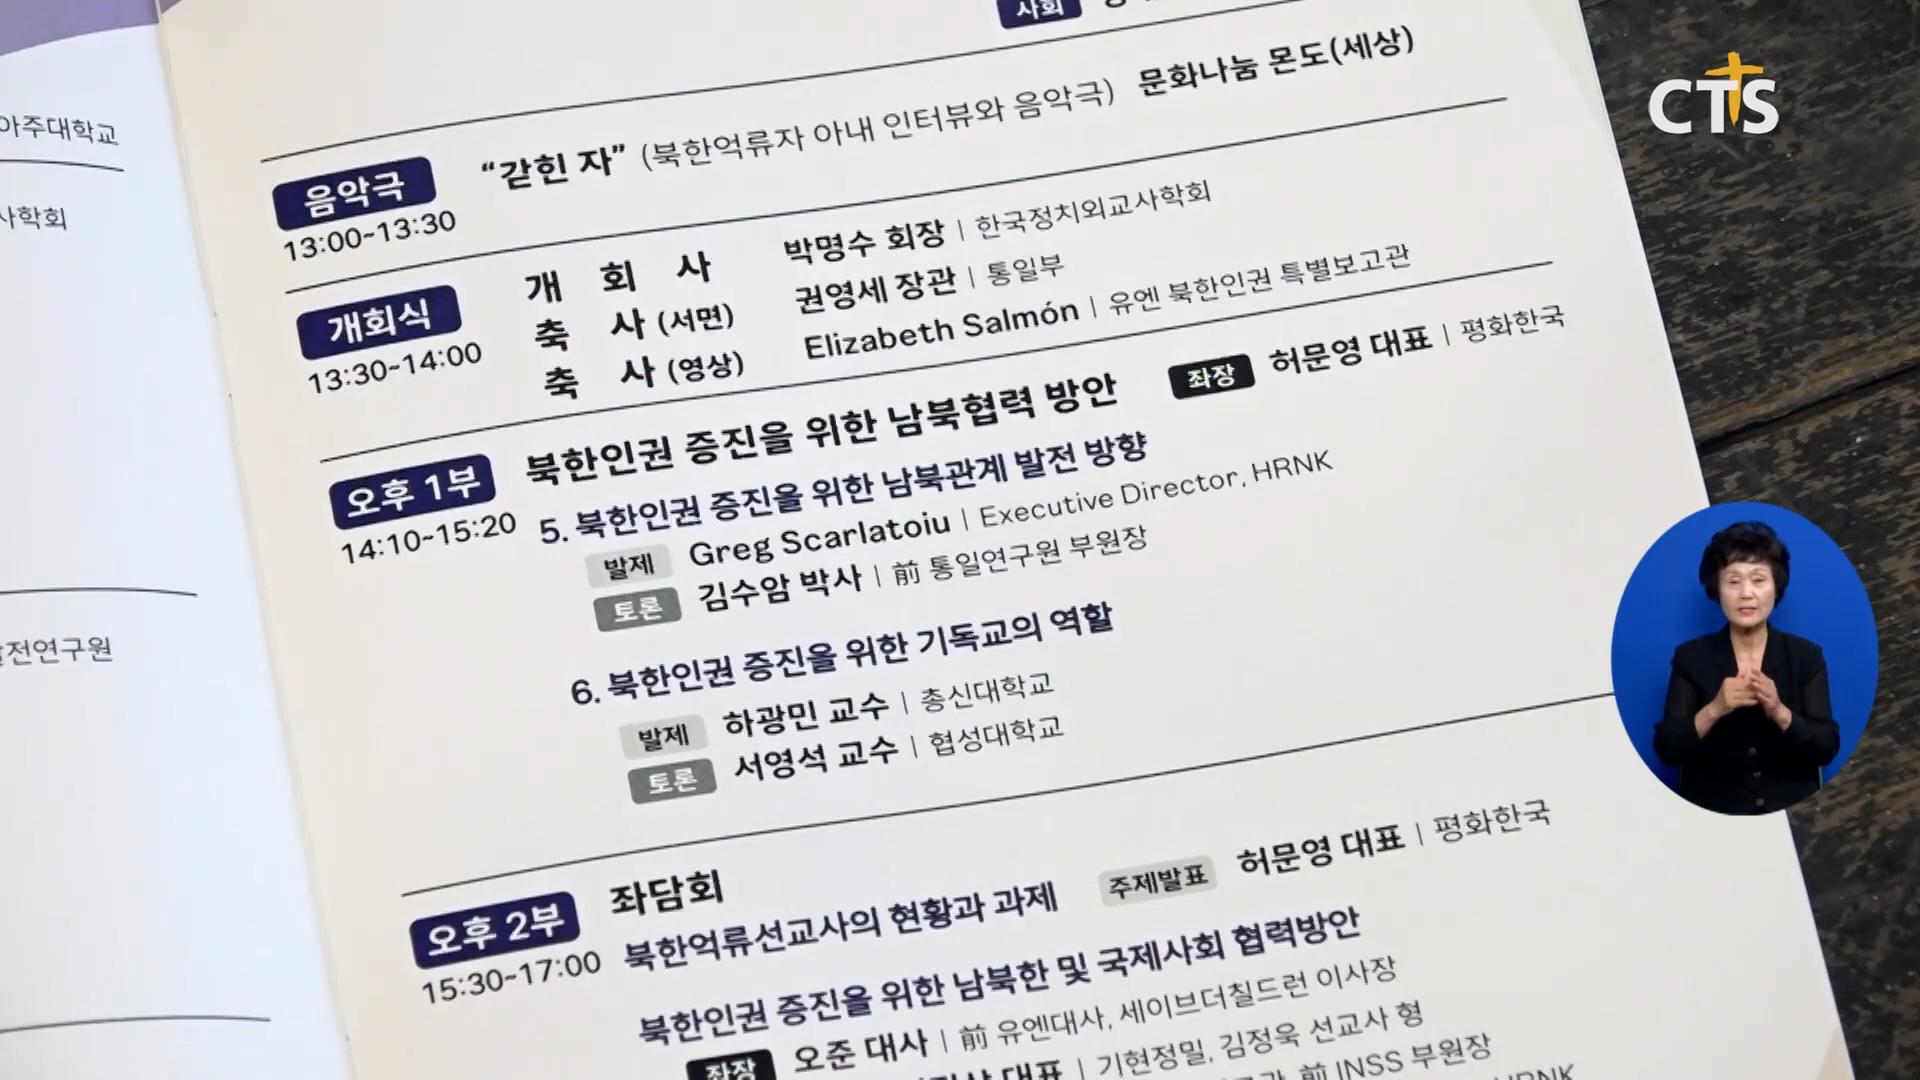 사회
CTS
아주대학교
사학회
전연구원
음악극 "갇힌 자" (북한억류자 아내 인터뷰와 음악극) 문화나눔 몬도(세상)
13:00~13:30
개회식 개 회 사 박명수 회장 | 한국정치외교사학회
13:30~14:00 축 사 (서면) 권영세 장관 | 통일부
축 사 (영상) Elizabeth Salmón | 유엔 북한인권 특별보고관
오후 1부 북한인권 증진을 위한 남북협력 방안 좌장 허문영 대표 | 평화한국
14:10~15:20 5. 북한인권 증진을 위한 남북관계 발전 방향
발제 Greg Scarlatoiu | Executive Director, HRNK
토론 김수암 박사 | 前 통일연구원 부원장
6. 북한인권 증진을 위한 기독교의 역할
발제 하광민 교수 | 총신대학교
토론 서영석 교수 | 협성대학교
오후 2부 좌담회
15:30~17:00 북한억류선교사의 현황과 과제 주제발표 허문영 대표 | 평화한국
북한인권 증진을 위한 남북한 및 국제사회 협력방안
좌장 오준 대사 | 前 유엔대사, 세이브더칠드런 이사장
대표 | 기현정밀, 김정욱 선교사 형
前 INSS 부원장
HRNK